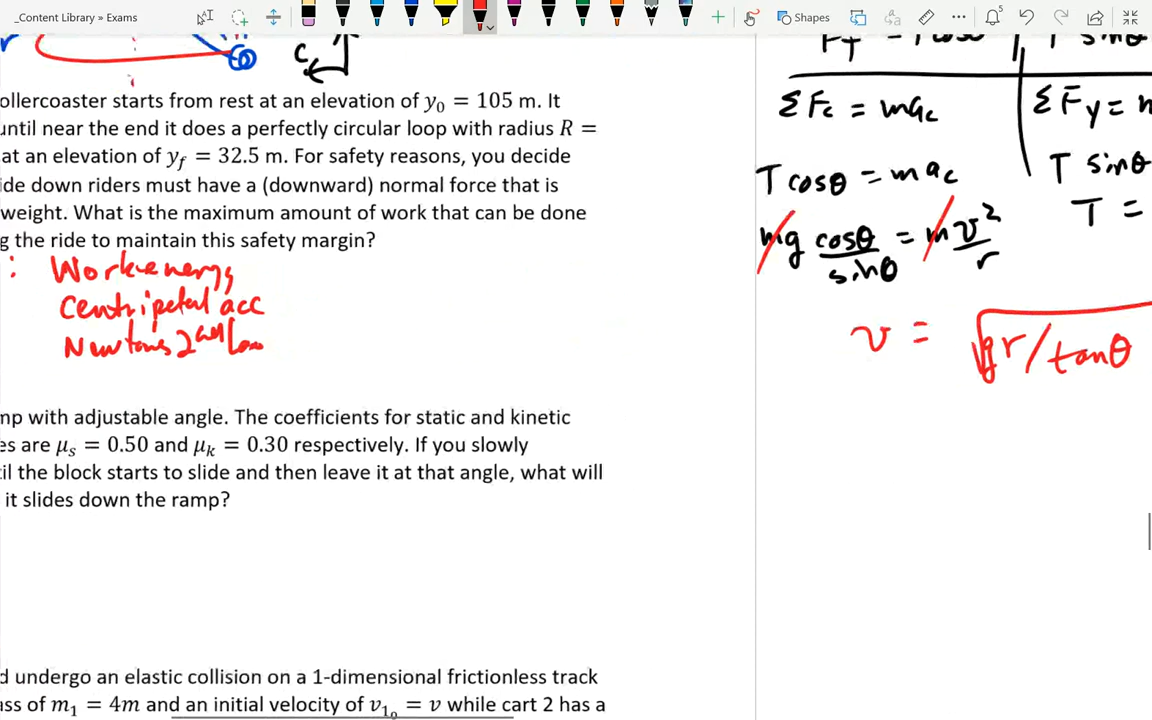 _Content Library » Exams
Shapes
5
C
ollercoaster starts from rest at an elevation of y₀ = 105 m. It
until near the end it does a perfectly circular loop with radius R =
at an elevation of y_f = 32.5 m. For safety reasons, you decide
ide down riders must have a (downward) normal force that is
weight. What is the maximum amount of work that can be done
g the ride to maintain this safety margin?
: Work-energy
Centripetal acc
Newtons 2nd law
mp with adjustable angle. The coefficients for static and kinetic
es are μ_s = 0.50 and μ_k = 0.30 respectively. If you slowly
il the block starts to slide and then leave it at that angle, what will
it slides down the ramp?
d undergo an elastic collision on a 1-dimensional frictionless track
ass of m₁ = 4m and an initial velocity of v₁₀ = v while cart 2 has a
ΣF_c = ma_c
T cosθ = ma_c
mg cosθ/sinθ = m v²/r
v = √gr/tanθ
ΣF_y =
T sinθ
T =